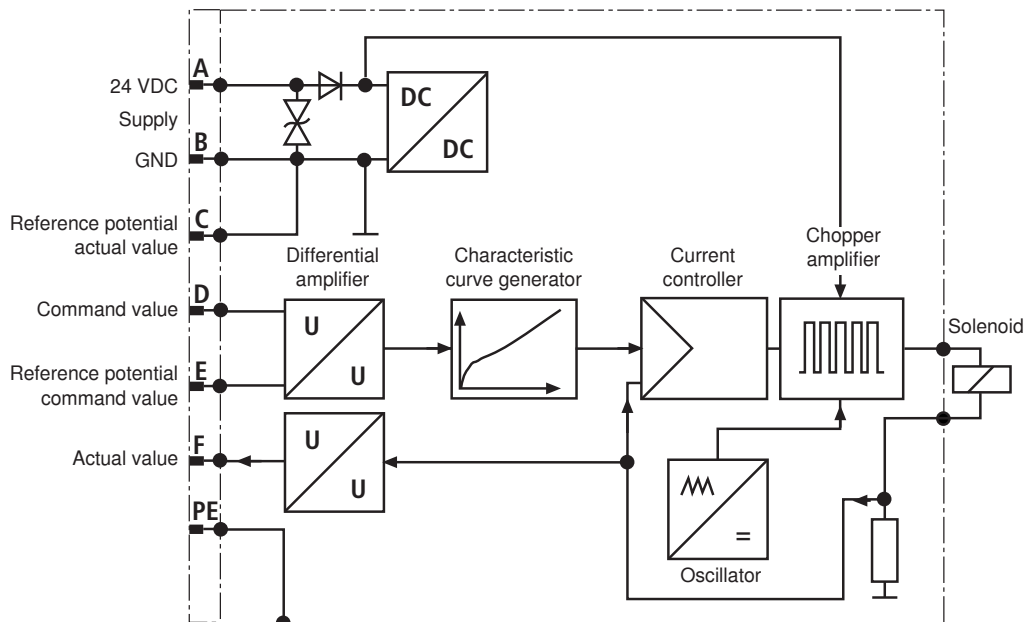 A
24 VDC
DC
Supply
B
DC
GND
Reference potential
actual value
C
Differential
amplifier
Characteristic
curve generator
Current
controller
Chopper
amplifier
Command value
D
U
U
Solenoid
Reference potential
command value
E
Actual value
F
U
U
PE
=
Oscillator